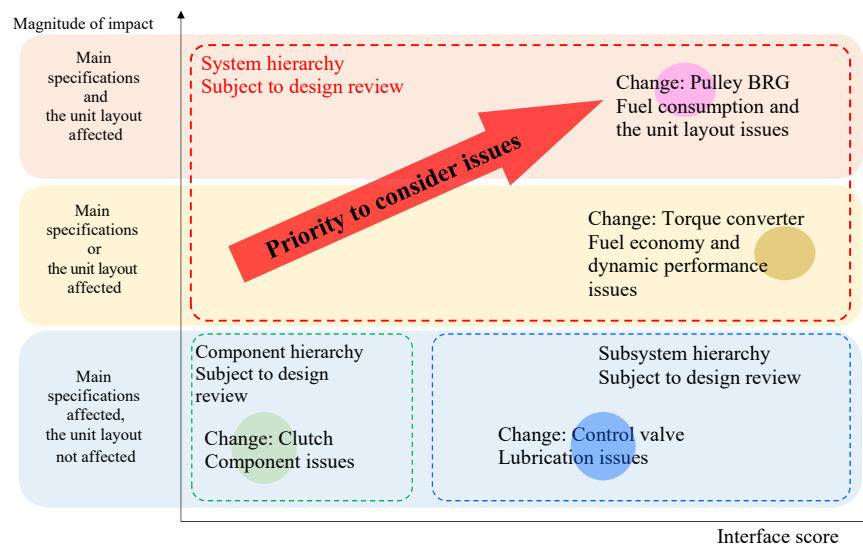 Magnitude of impact
Main
specifications
and
the unit layout
affected
System hierarchy
Subject to design review
Change: Pulley BRG
Fuel consumption and
the unit layout issues
Priority to consider issues
Main
specifications
or
the unit layout
affected
Change: Torque converter
Fuel economy and
dynamic performance
issues
Main
specifications
affected,
the unit layout
not affected
Component hierarchy
Subject to design
review
Change: Clutch
Component issues
Subsystem hierarchy
Subject to design review
Change: Control valve
Lubrication issues
Interface score